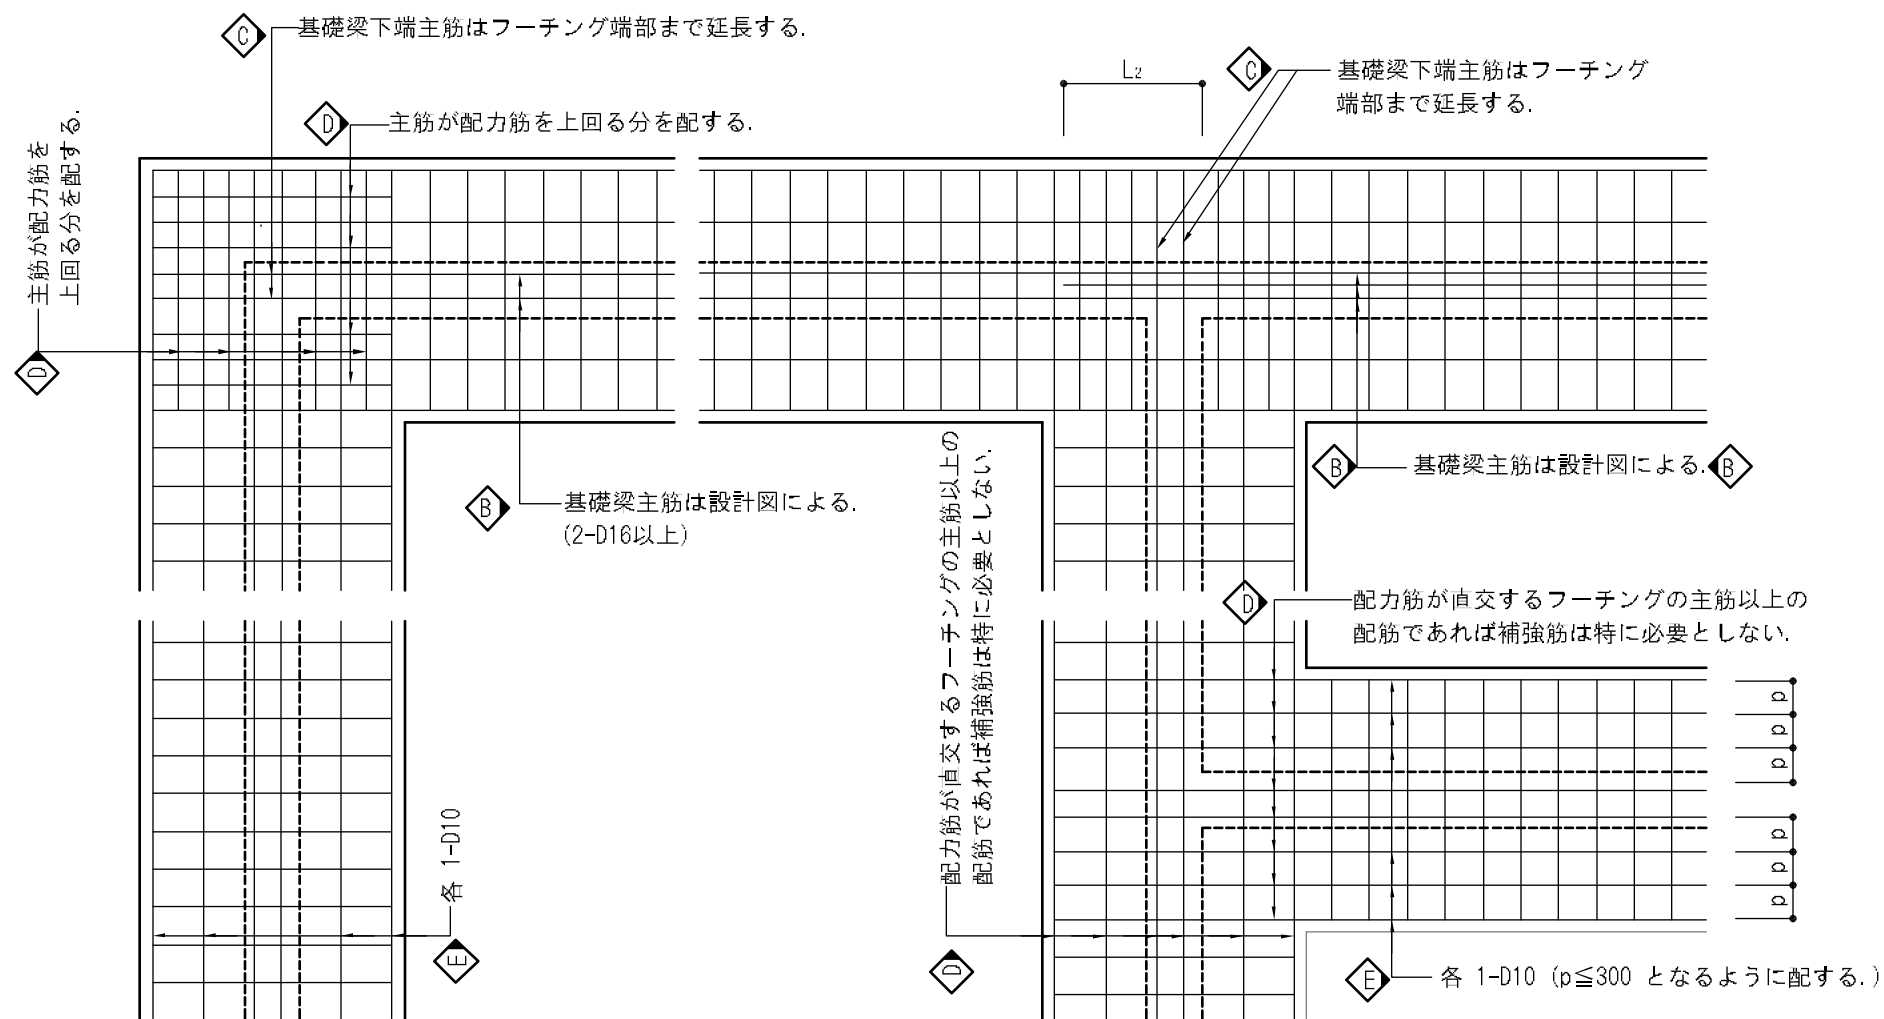 C
基礎梁下端主筋はフーチング端部まで延長する.
D
主筋が配力筋を上回る分を配する.
主筋が配力筋を
上回る分を配する.
D
L2
C
基礎梁下端主筋はフーチング
端部まで延長する.
B
基礎梁主筋は設計図による.
(2-D16以上)
B
基礎梁主筋は設計図による.
B
配力筋が直交するフーチングの主筋以上の
配筋であれば補強筋は特に必要としない.
D
D
配力筋が直交するフーチングの主筋以上の
配筋であれば補強筋は特に必要としない.
各 1-D10
E
p
p
p
p
p
p
E
各 1-D10 (p≦300 となるように配する.)